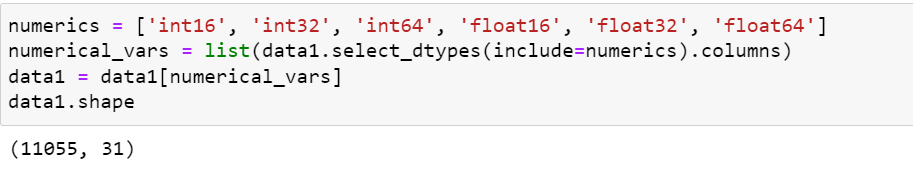 numerics = ['int16', 'int32', 'int64', 'float16', 'float32', 'float64']
numerical_vars = list(data1.select_dtypes(include=numerics).columns)
data1 = data1[numerical_vars]
data1.shape
(11055, 31)